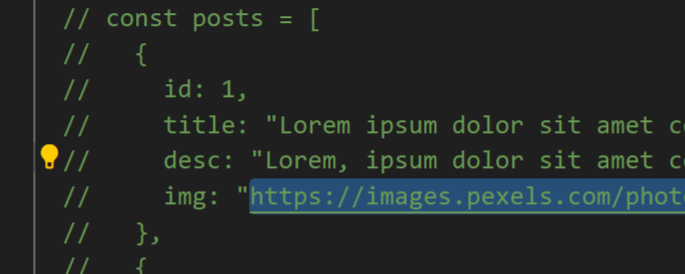 // const posts = [
// {
// id: 1,
// title: "Lorem ipsum dolor sit amet
// desc: "Lorem, ipsum dolor sit amet
// img: "https://images.pexels.com/phot
// },
// {